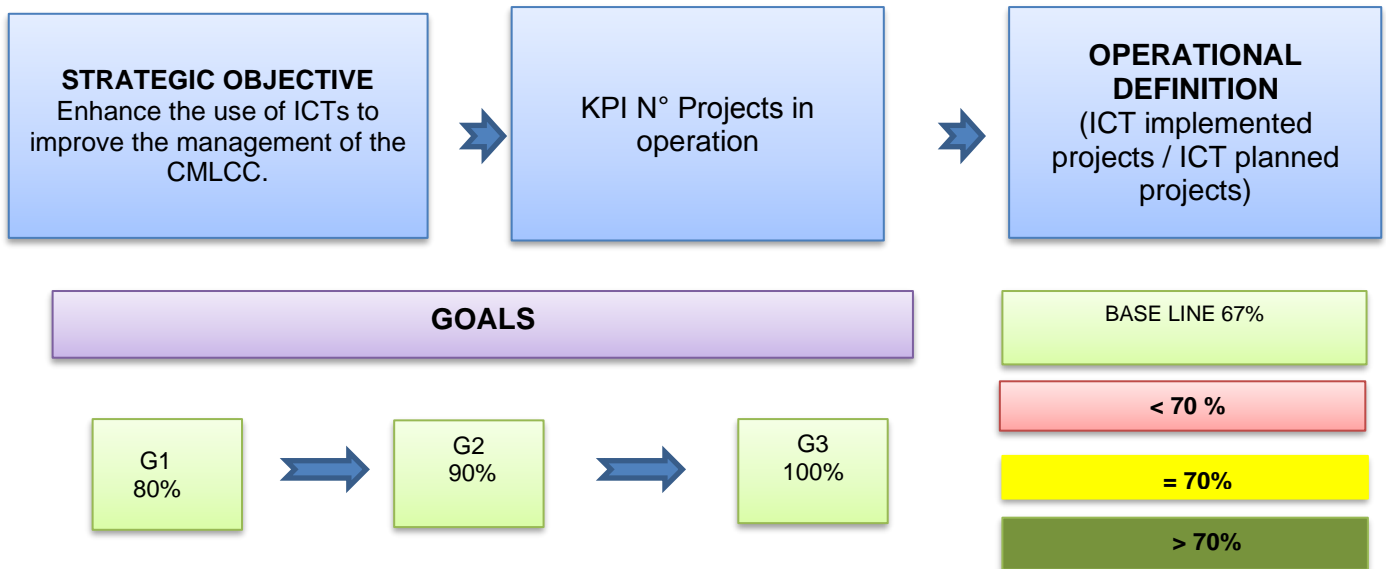 STRATEGIC OBJECTIVE
Enhance the use of ICTs to
improve the management of the
CMLCC.
KPI N° Projects in
operation
OPERATIONAL
DEFINITION
(ICT implemented
projects / ICT planned
projects)
GOALS
BASE LINE 67%
< 70 %
= 70%
> 70%
G1
80%
G2
90%
G3
100%